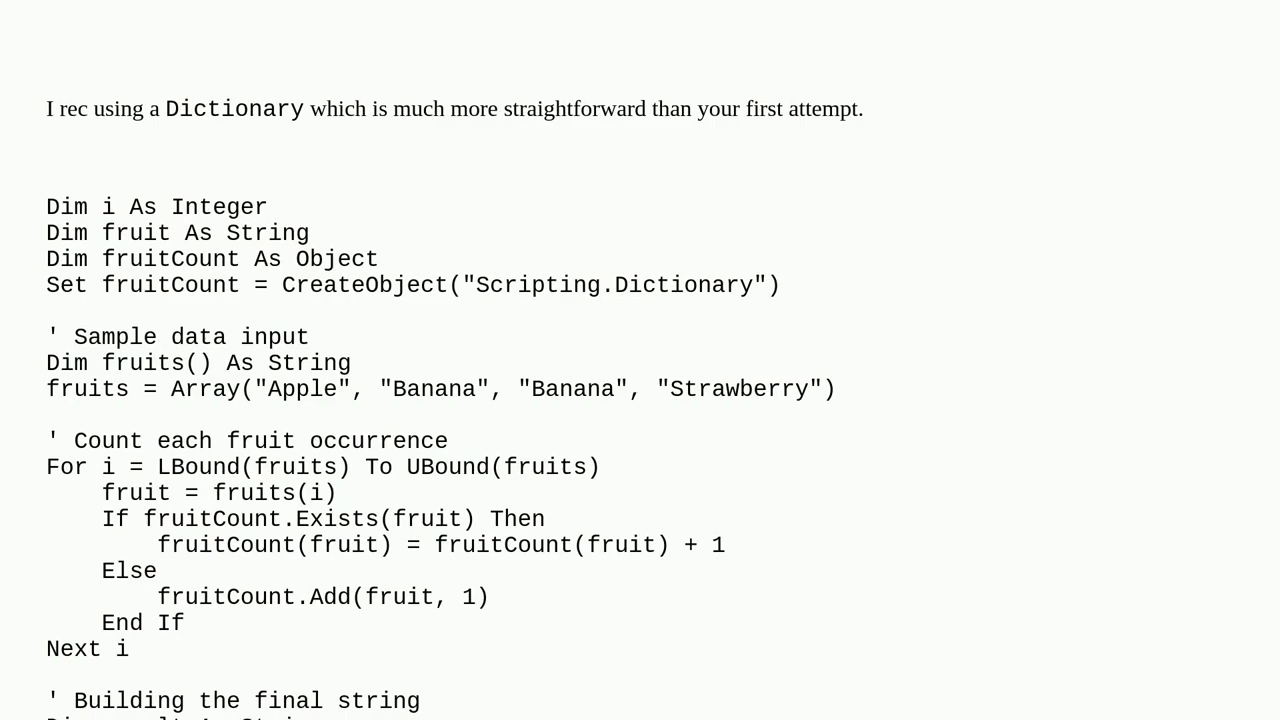 I rec using a Dictionary which is much more straightforward than your first attempt.
Dim i As Integer
Dim fruit As String
Dim fruitCount As Object
Set fruitCount = CreateObject("Scripting.Dictionary")
' Sample data input
Dim fruits() As String
fruits = Array("Apple", "Banana", "Banana", "Strawberry")
' Count each fruit occurrence
For i = LBound(fruits) To UBound(fruits)
    fruit = fruits(i)
    If fruitCount.Exists(fruit) Then
        fruitCount(fruit) = fruitCount(fruit) + 1
    Else
        fruitCount.Add(fruit, 1)
    End If
Next i
' Building the final string